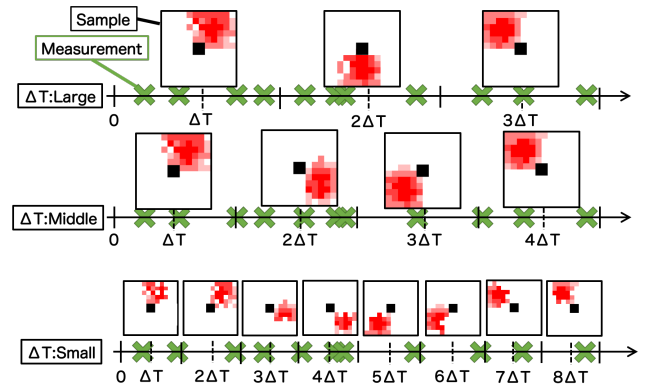 Sample
Measurement
ΔT:Large
0 ΔT 2ΔT 3ΔT
ΔT:Middle
0 ΔT 2ΔT 3ΔT 4ΔT
ΔT:Small
0 ΔT 2ΔT 3ΔT 4ΔT 5ΔT 6ΔT 7ΔT 8ΔT